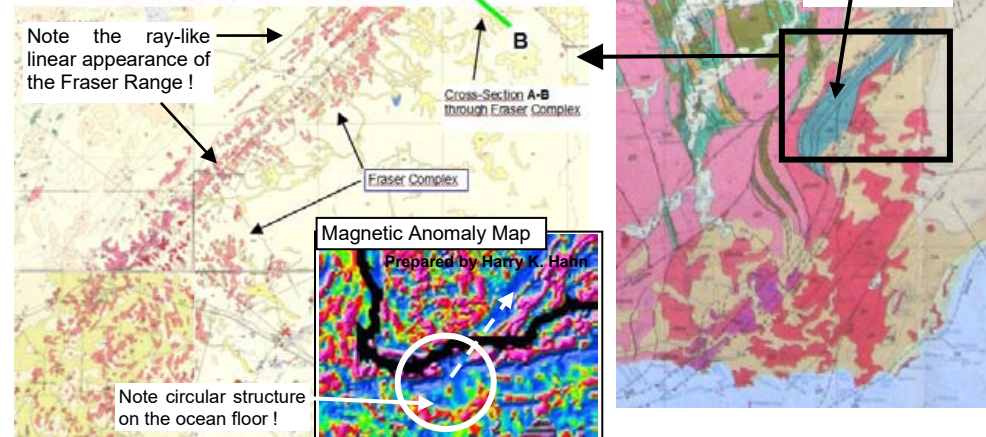 Note the ray-like
linear appearance of
the Fraser Range !
B
Cross-Section A-B
through Fraser Complex
Fraser Complex
Magnetic Anomaly Map
Prepared by Harry K. Hahn
Note circular structure
on the ocean floor !